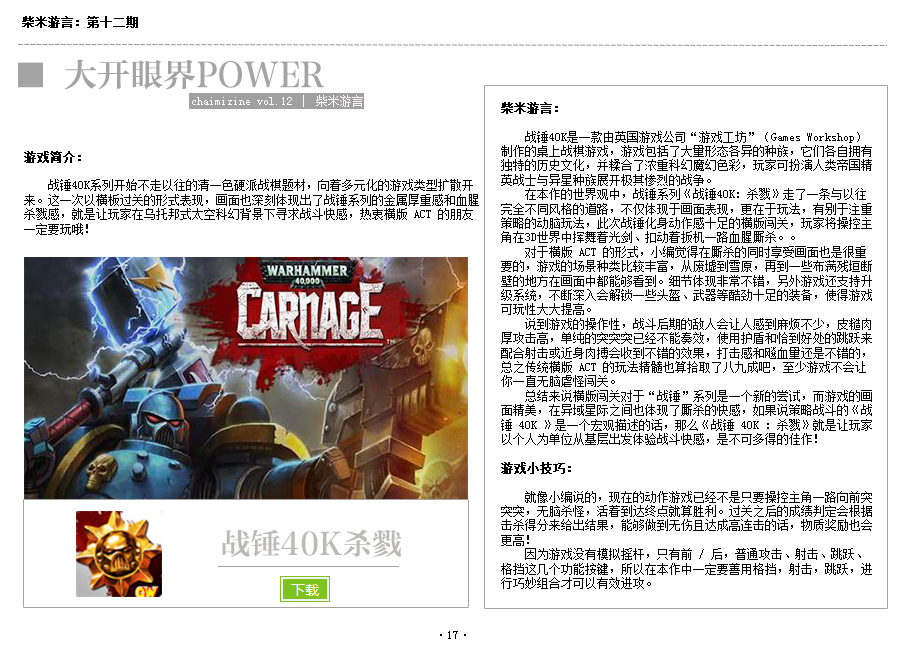 柴米游言：第十二期
大开眼界POWER
chaimizine vol.12 | 柴米游言
游戏简介：
战锤40K系列开始不走以往的清一色硬派战棋题材，向着多元化的游戏类型扩散开
来。这一次以横板过关的形式表现，画面也深刻体现出了战锤系列的金属厚重感和血腥
杀戮感，就是让玩家在乌托邦式太空科幻背景下寻求战斗快感，热衷横版 ACT 的朋友
一定要玩哦！
WARHAMMER
40,000
CARNAGE
TM
GW
战锤40K杀戮
下载
柴米游言：
战锤40K是一款由英国游戏公司“游戏工坊”（Games Workshop）
制作的桌上战棋游戏，游戏包括了大量形态各异的种族，它们各自拥有
独特的历史文化，并糅合了浓重科幻魔幻色彩，玩家可扮演人类帝国精
英战士与异星种族展开极其惨烈的战争。
在本作的世界观中，战锤系列《战锤40K：杀戮》走了一条与以往
完全不同风格的道路，不仅体现于画面表现，更在于玩法，有别于注重
策略的动脑玩法，此次战锤化身动作感十足的横版闯关，玩家将操控主
角在3D世界中挥舞着光剑、扣动着扳机一路血腥厮杀。。
对于横版 ACT 的形式，小编觉得在厮杀的同时享受画面也是很重
要的，游戏的场景种类比较丰富，从废墟到雪原，再到一些布满残垣断
壁的地方在画面中都能够看到。细节体现非常不错，另外游戏还支持升
级系统，不断深入会解锁一些头盔、武器等酷劲十足的装备，使得游戏
可玩性大大提高。
说到游戏的操作性，战斗后期的敌人会让人感到麻烦不少，皮糙肉
厚攻击高，单纯的突突突已经不能奏效，使用护盾和恰到好处的跳跃来
配合射击或近身肉搏会收到不错的效果，打击感和嗜血量还是不错的，
总之传统横版 ACT 的玩法精髓也算拾取了八九成吧，至少游戏不会让
你一直无脑虐怪闯关。
总结来说横版闯关对于“战锤”系列是一个新的尝试，而游戏的画
面精美，在异域星际之间也体现了厮杀的快感，如果说策略战斗的《战
锤 40K 》是一个宏观描述的话，那么《战锤 40K ：杀戮》就是让玩家
以个人为单位从基层出发体验战斗快感，是不可多得的佳作！
游戏小技巧：
就像小编说的，现在的动作游戏已经不是只要操控主角一路向前突
突突，无脑杀怪，活着到达终点就算胜利。过关之后的成绩判定会根据
击杀得分来给出结果，能够做到无伤且达成高连击的话，物质奖励也会
更高！
因为游戏没有模拟摇杆，只有前 / 后，普通攻击、射击、跳跃、
格挡这几个功能按键，所以在本作中一定要善用格挡，射击，跳跃，进
行巧妙组合才可以有效进攻。
·17·